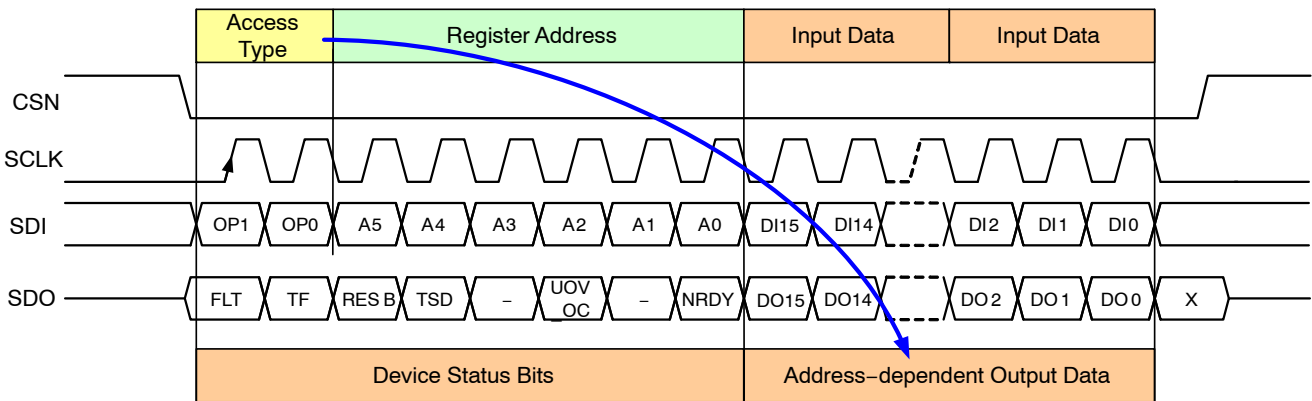 Access
Type
Register Address
Input Data
Input Data
CSN
SCLK
SDI
OP1 OP0 A5 A4 A3 A2 A1 A0 DI15 DI14 DI2 DI1 DI0
SDO
FLT TF RES B TSD – UOV
_OC – NRDY DO15 DO14 DO 2 DO 1 DO 0 X
Device Status Bits
Address–dependent Output Data